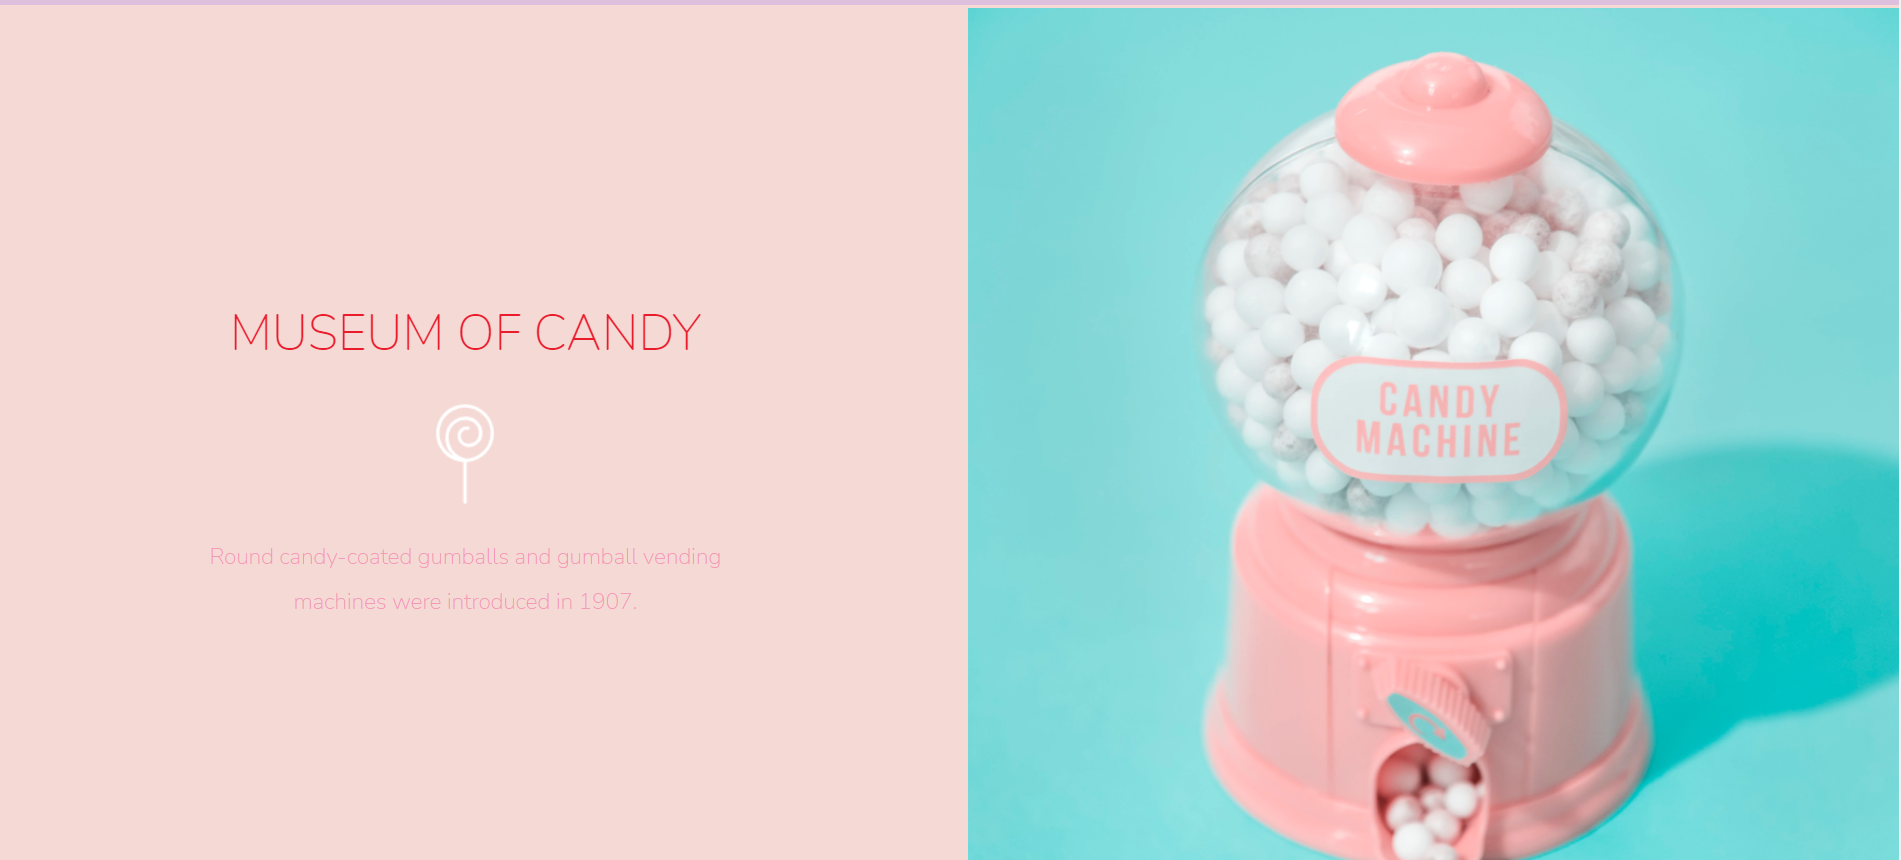 MUSEUM OF CANDY
Round candy-coated gumballs and gumball vending
machines were introduced in 1907.
CANDY
MACHINE